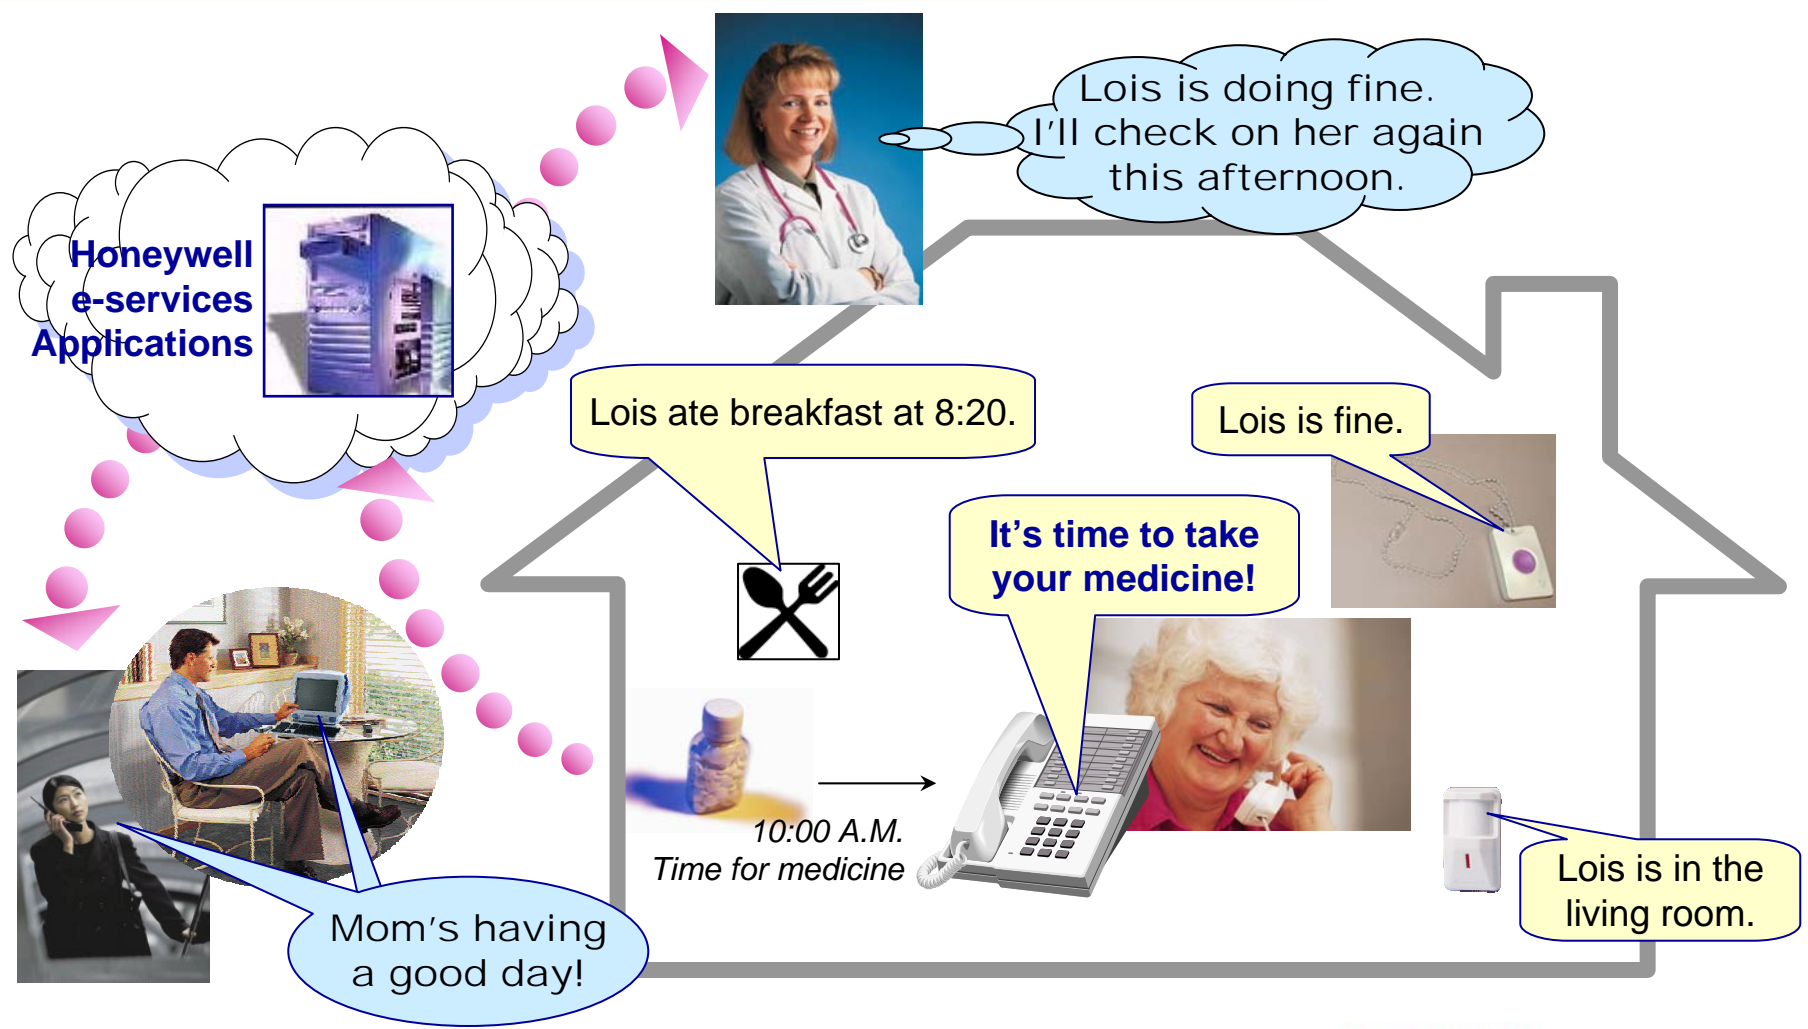 Lois is doing fine.
I'll check on her again
this afternoon.
Honeywell
e-services
Applications
Lois ate breakfast at 8:20.
Lois is fine.
It's time to take
your medicine!
10:00 A.M.
Time for medicine
Lois is in the
living room.
Mom's having
a good day!